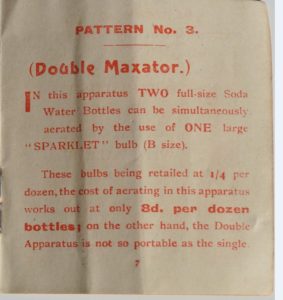 PATTERN No. 3.
(Double Maxator.)
IN this apparatus TWO full-size Soda
Water Bottles can be simultaneously
aerated by the use of ONE large
"SPARKLET" bulb (B size).
These bulbs being retailed at 1/4 per
dozen, the cost of aerating in this apparatus
works out at only 8d. per dozen
bottles; on the other hand, the Double
Apparatus is not so portable as the single.
7